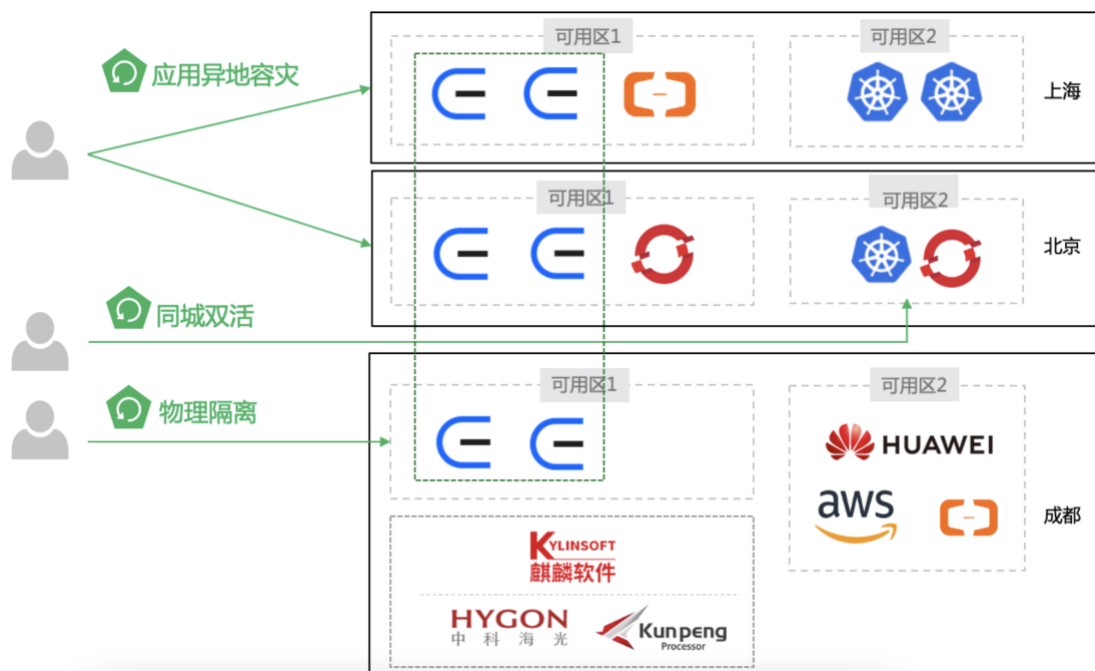 可用区1
可用区2
应用异地容灾
上海
可用区1
可用区2
北京
同城双活
可用区1
可用区2
物理隔离
HUAWEI
aws
成都
KYLINSOFT
麒麟软件
HYGON
中科海光
Kunpeng
Processor